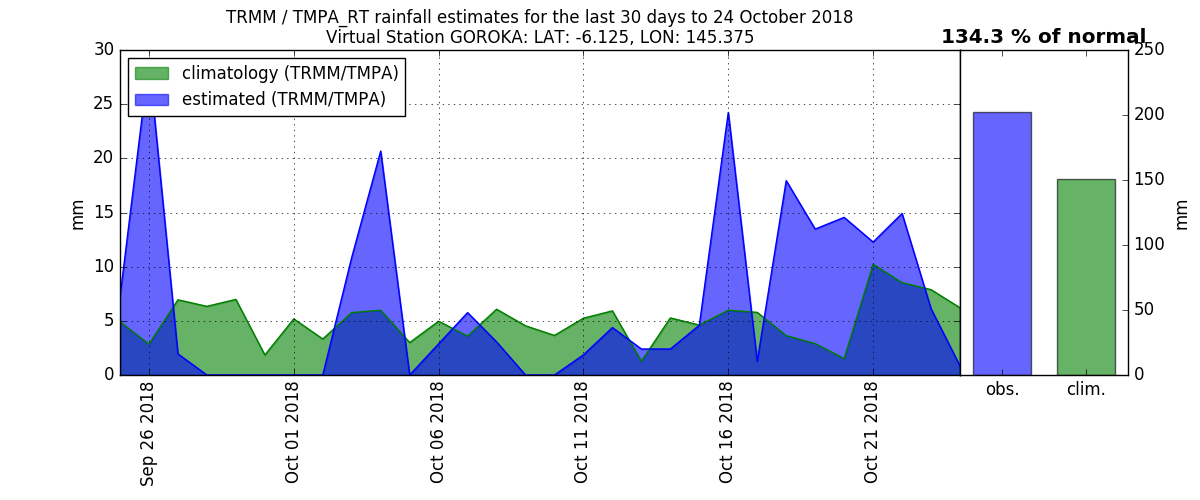 TRMM / TMPA_RT rainfall estimates for the last 30 days to 24 October 2018
Virtual Station GOROKA: LAT: -6.125, LON: 145.375
134.3 % of normal
climatology (TRMM/TMPA)
estimated (TRMM/TMPA)
30
25
20
15
10
5
0
mm
Sep 26 2018
Oct 01 2018
Oct 06 2018
Oct 11 2018
Oct 16 2018
Oct 21 2018
250
200
150
100
50
0
mm
obs.
clim.